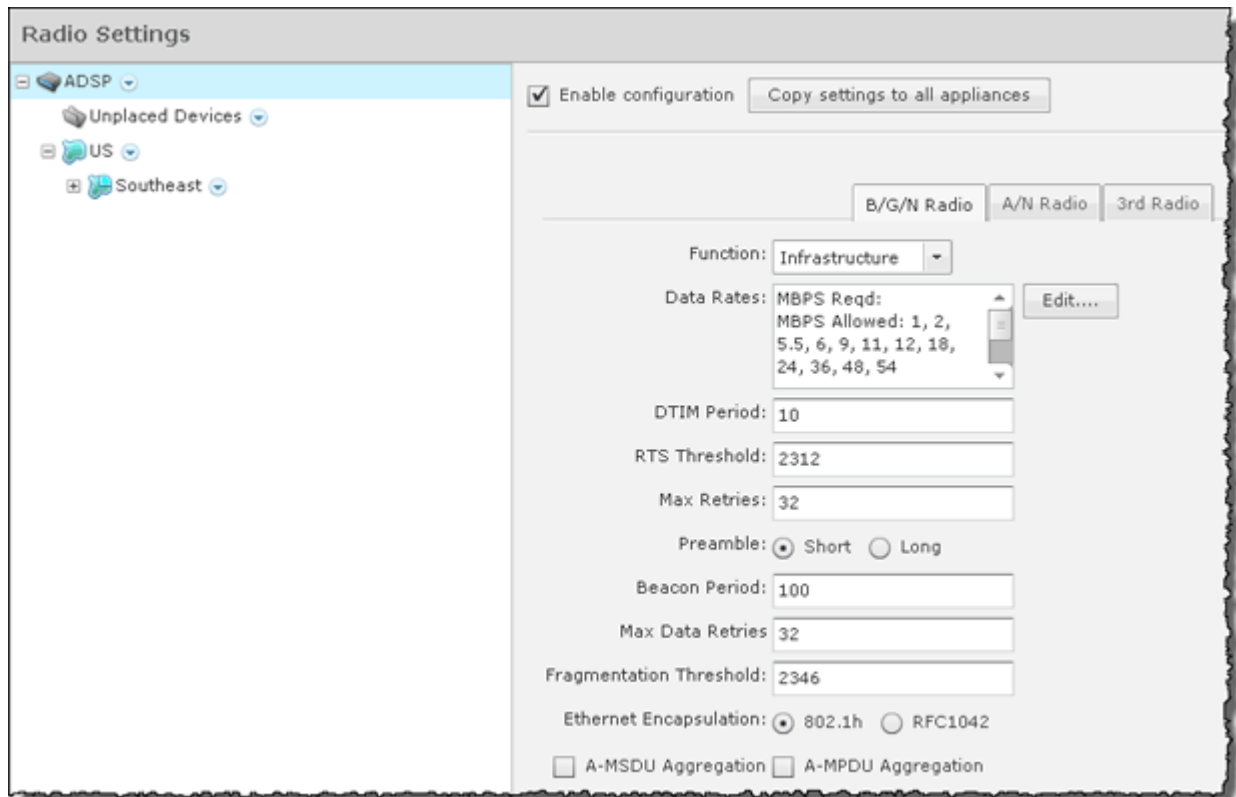 Radio Settings
ADSP
Unplaced Devices
US
Southeast
Enable configuration
Copy settings to all appliances
B/G/N Radio
A/N Radio
3rd Radio
Function: Infrastructure
Data Rates: MBPS Reqd:
MBPS Allowed: 1, 2,
5.5, 6, 9, 11, 12, 18,
24, 36, 48, 54
Edit....
DTIM Period: 10
RTS Threshold: 2312
Max Retries: 32
Preamble: Short Long
Beacon Period: 100
Max Data Retries 32
Fragmentation Threshold: 2346
Ethernet Encapsulation: 802.1h RFC1042
A-MSDU Aggregation A-MPDU Aggregation